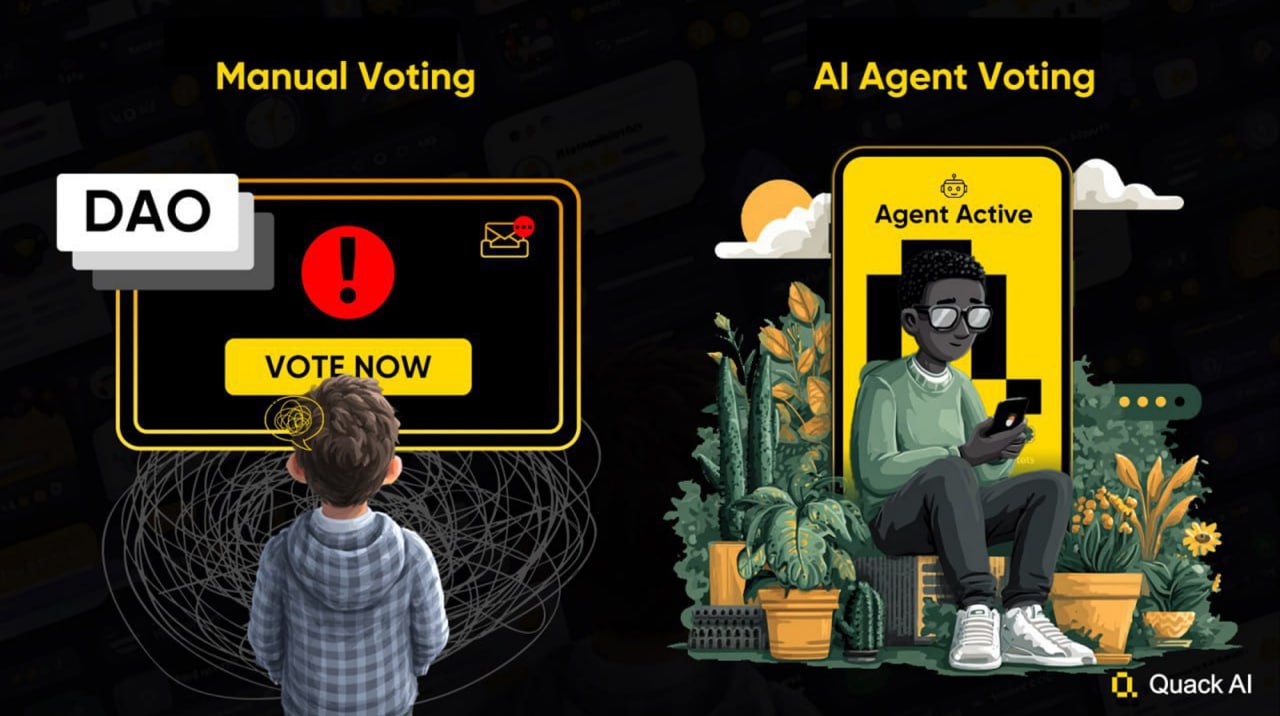 Manual Voting
AI Agent Voting
DAO
!
VOTE NOW
Agent Active
Quack AI